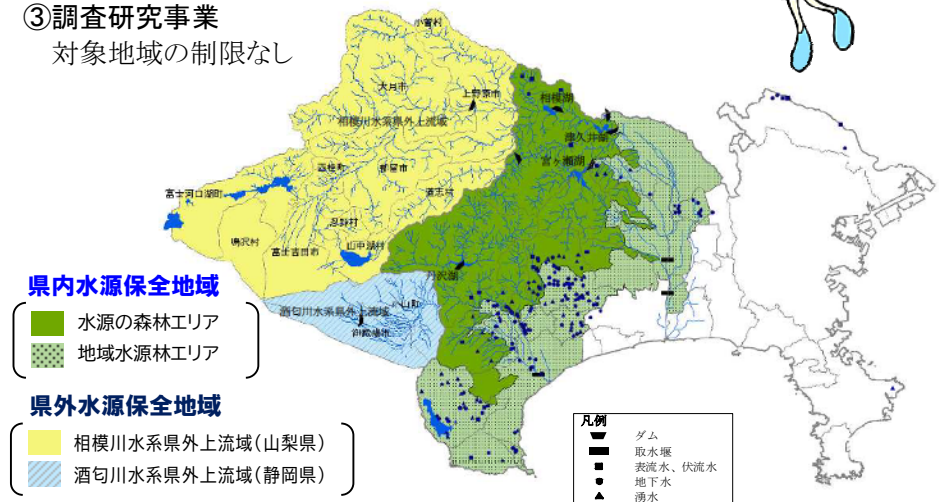 ③調査研究事業
対象地域の制限なし
小菅村
大月市
上野原市
相模川水系県外上流域
相模湖
津久井湖
宮ヶ瀬湖
西桂町
都留市
道志村
富士河口湖町
忍野村
鳴沢村
富士吉田市
山中湖村
丹沢湖
酒匂川水系県外上流域
小山町
御殿場市
県内水源保全地域
水源の森林エリア
地域水源林エリア
県外水源保全地域
相模川水系県外上流域(山梨県)
酒匂川水系県外上流域(静岡県)
凡例
ダム
取水堰
表流水、伏流水
地下水
湧水